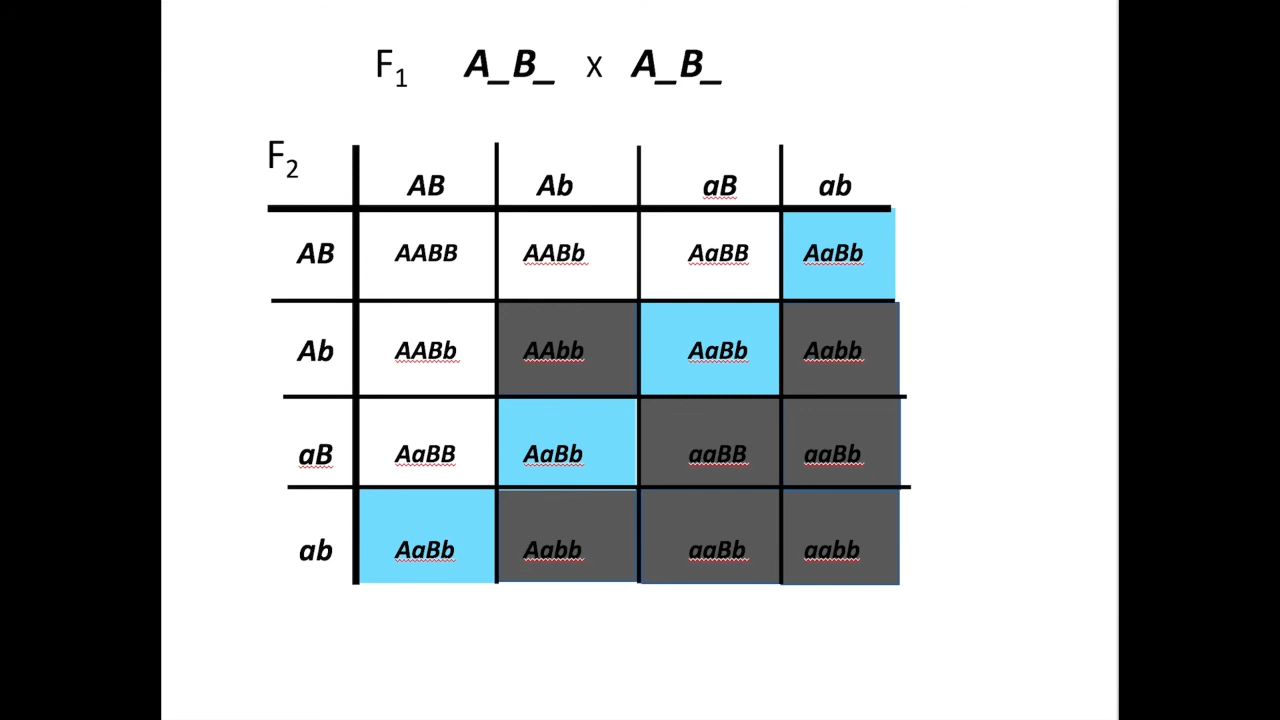 F₁ A_B_ x A_B_
F₂
AB Ab aB ab
AB AABB AABb AaBB AaBb
Ab AABb AAbb AaBb Aabb
aB AaBB AaBb aaBB aaBb
ab AaBb Aabb aaBb aabb